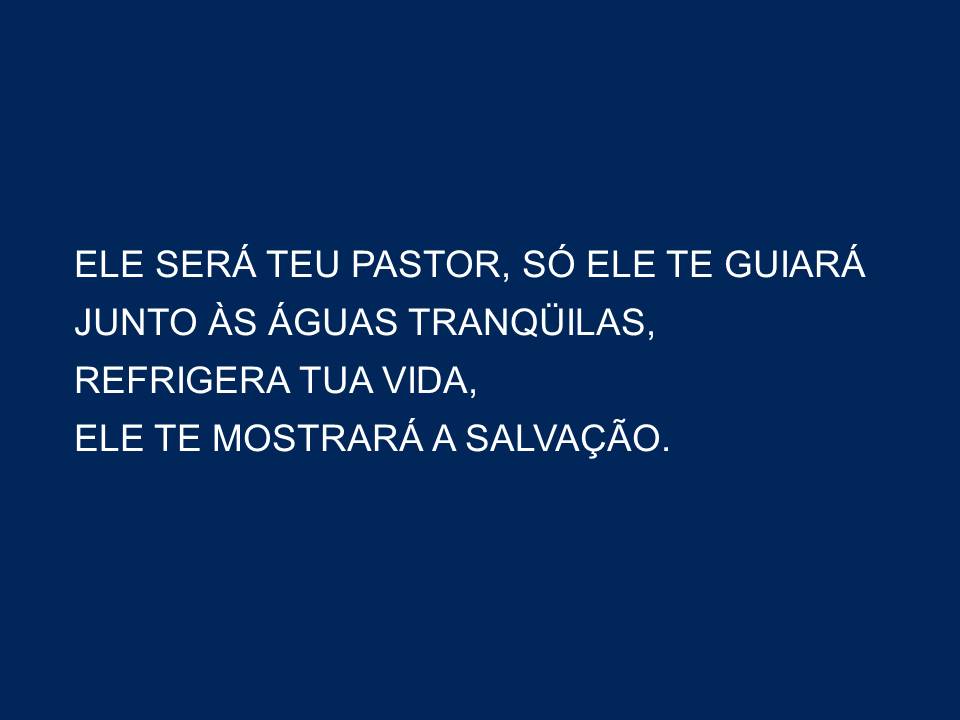 ELE SERÁ TEU PASTOR, SÓ ELE TE GUIARÁ
JUNTO ÀS ÁGUAS TRANQÜILAS,
REFRIGERA TUA VIDA,
ELE TE MOSTRARÁ A SALVAÇÃO.